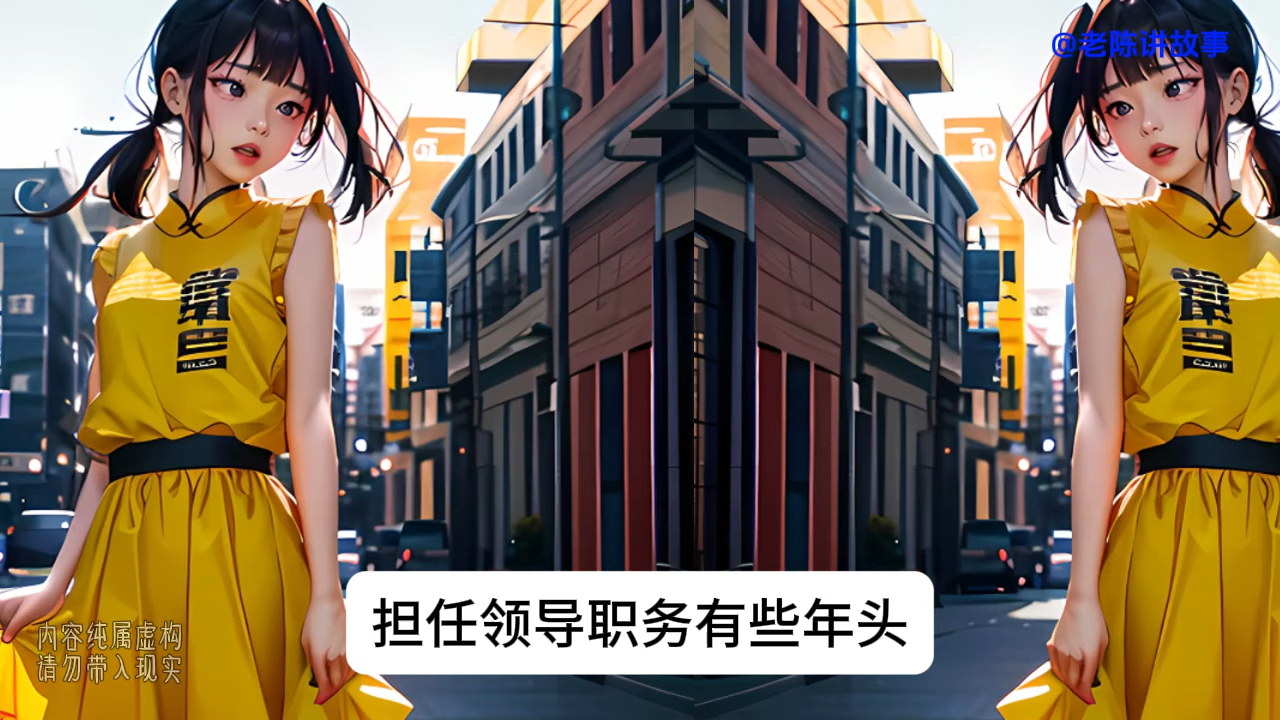 @老陈讲故事
担任领导职务有些年头
内容纯属虚构
请勿带入现实